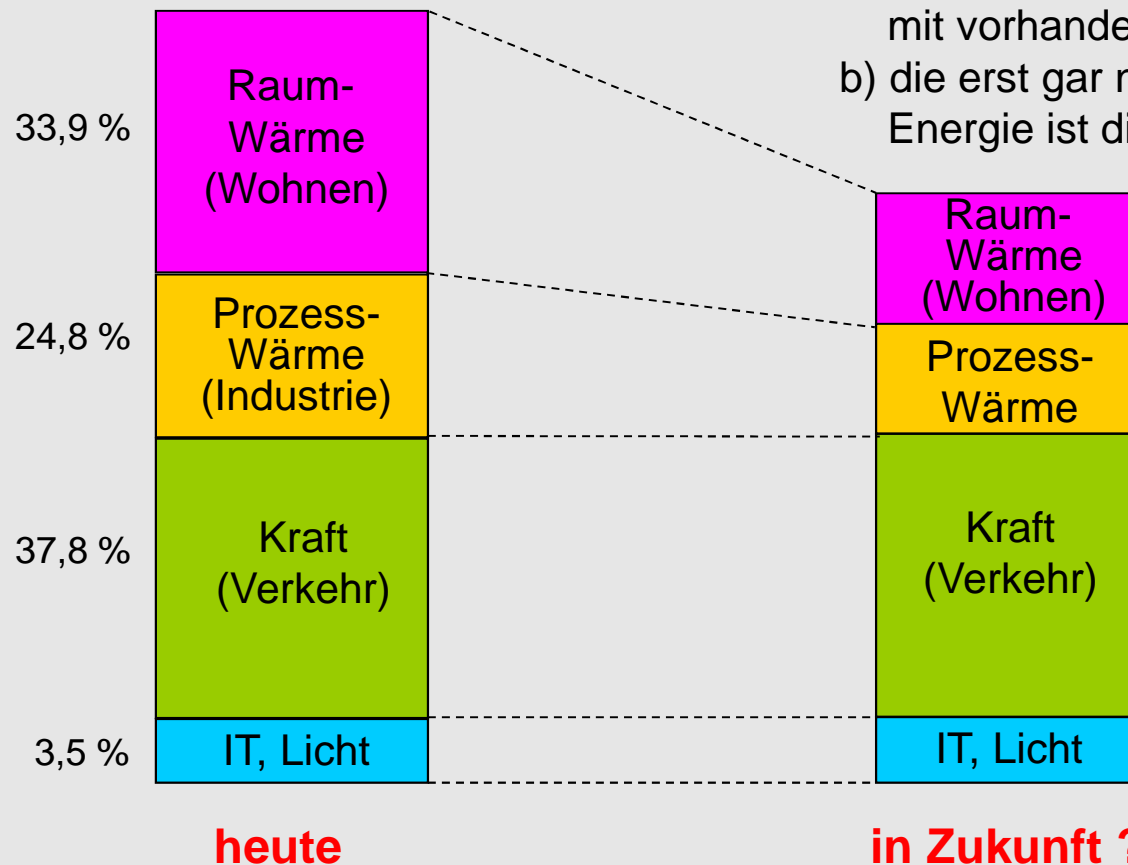 mit vorhande
b) die erst gar
Energie ist di
33,9 %
Raum-
Wärme
(Wohnen)
24,8 %
Prozess-
Wärme
(Industrie)
37,8 %
Kraft
(Verkehr)
3,5 %
IT, Licht
heute
Raum-
Wärme
(Wohnen)
Prozess-
Wärme
Kraft
(Verkehr)
IT, Licht
in Zukunft ?